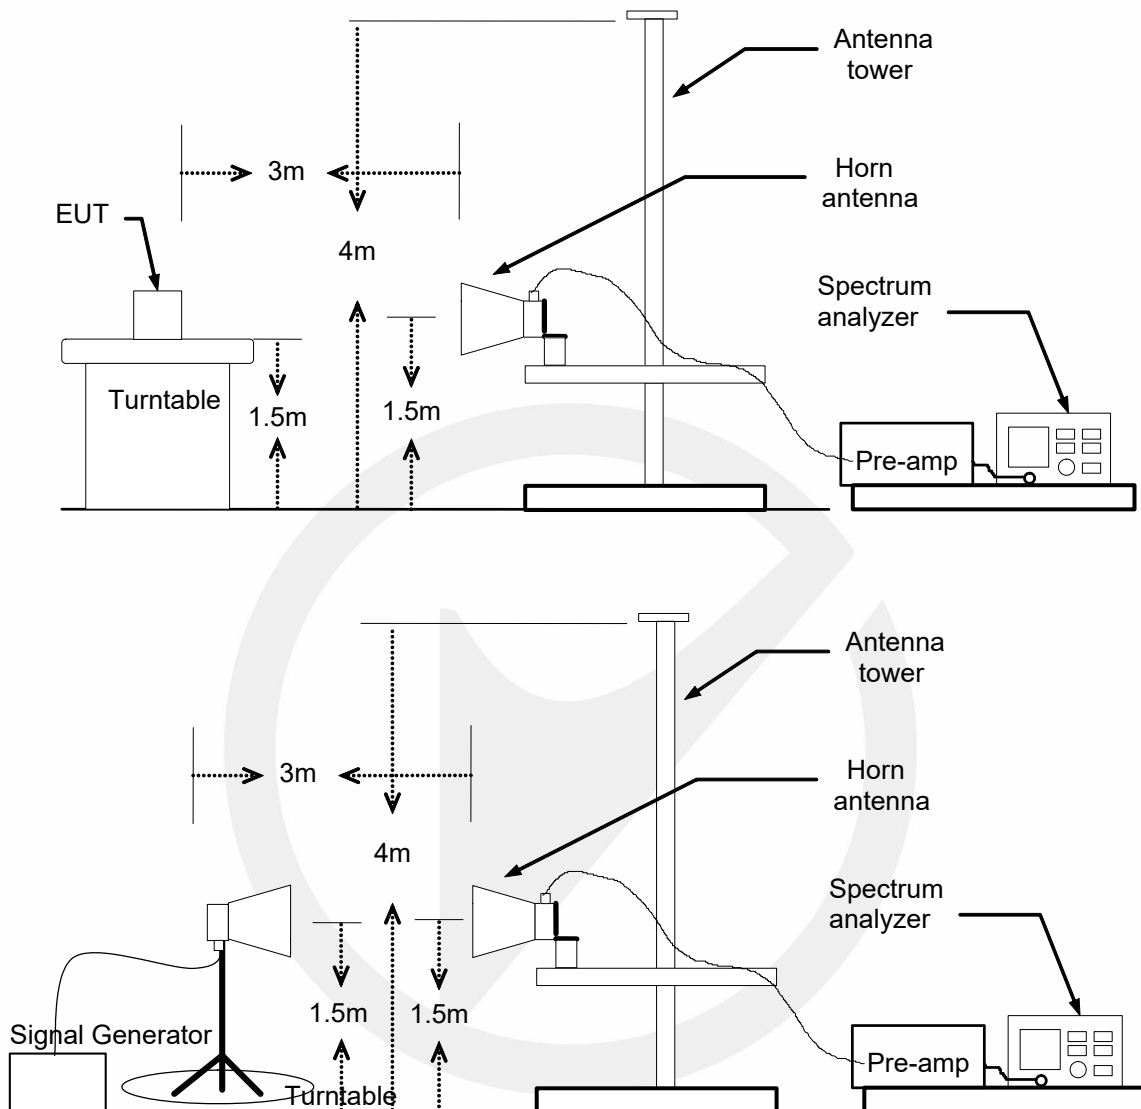 Antenna
tower
3m
Horn
antenna
EUT
4m
Spectrum
analyzer
Turntable
1.5m
1.5m
Pre-amp
Antenna
tower
3m
Horn
antenna
4m
Spectrum
analyzer
1.5m
1.5m
Signal Generator
Pre-amp
Turntable